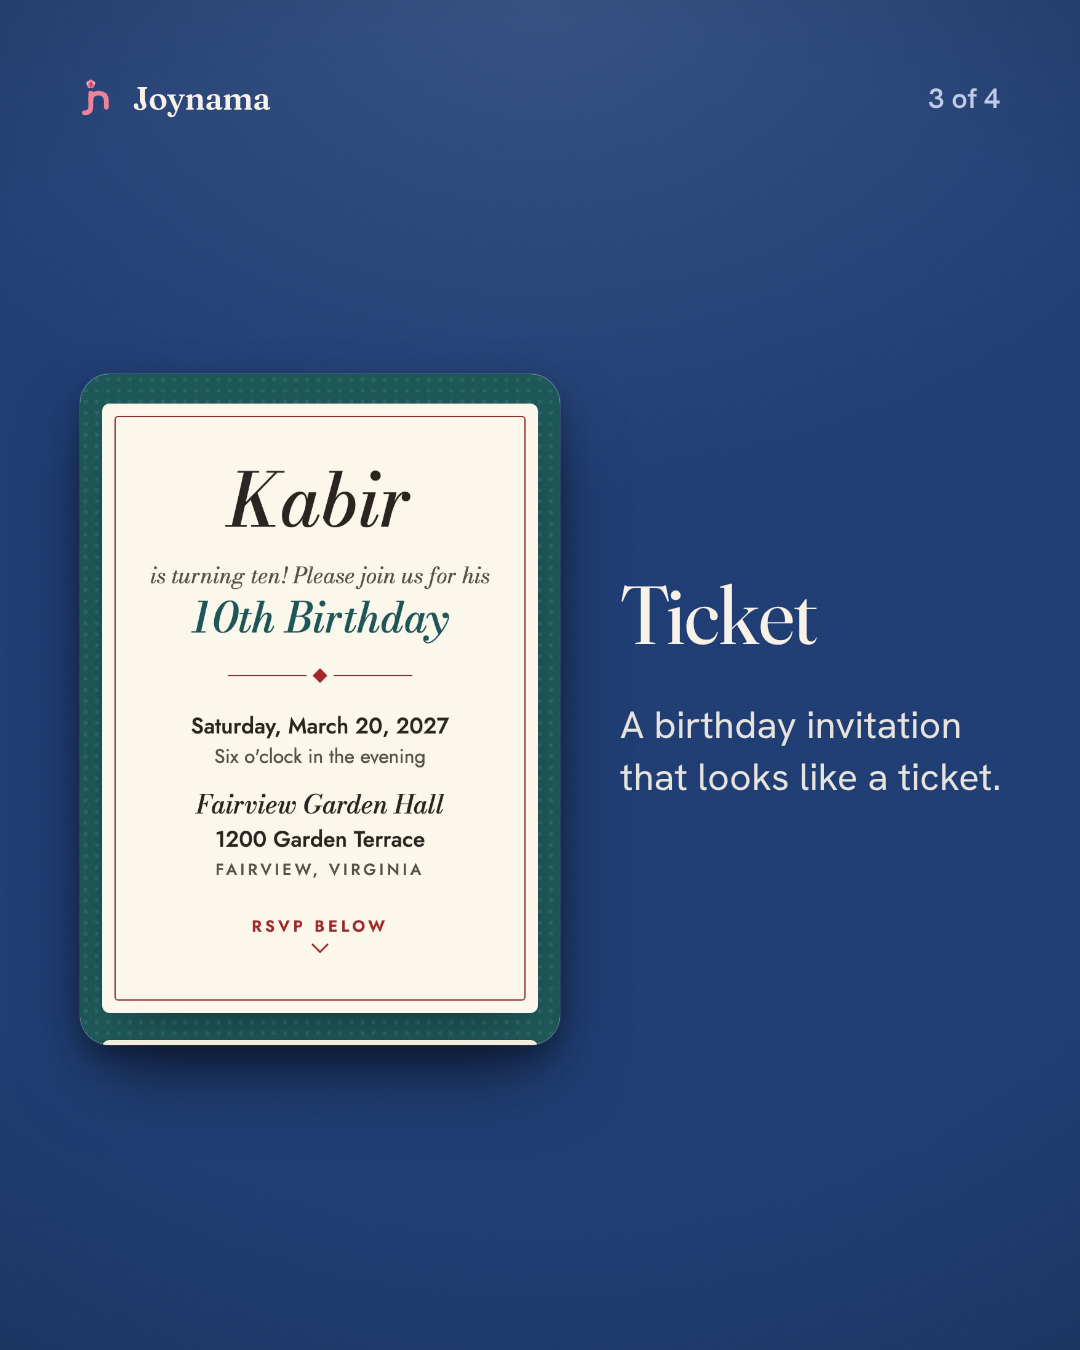 Joynama
3 of 4
Kabir
is turning ten! Please join us for his
10th Birthday
Saturday, March 20, 2027
Six o'clock in the evening
Fairview Garden Hall
1200 Garden Terrace
FAIRVIEW, VIRGINIA
RSVP BELOW
Ticket
A birthday invitation
that looks like a ticket.